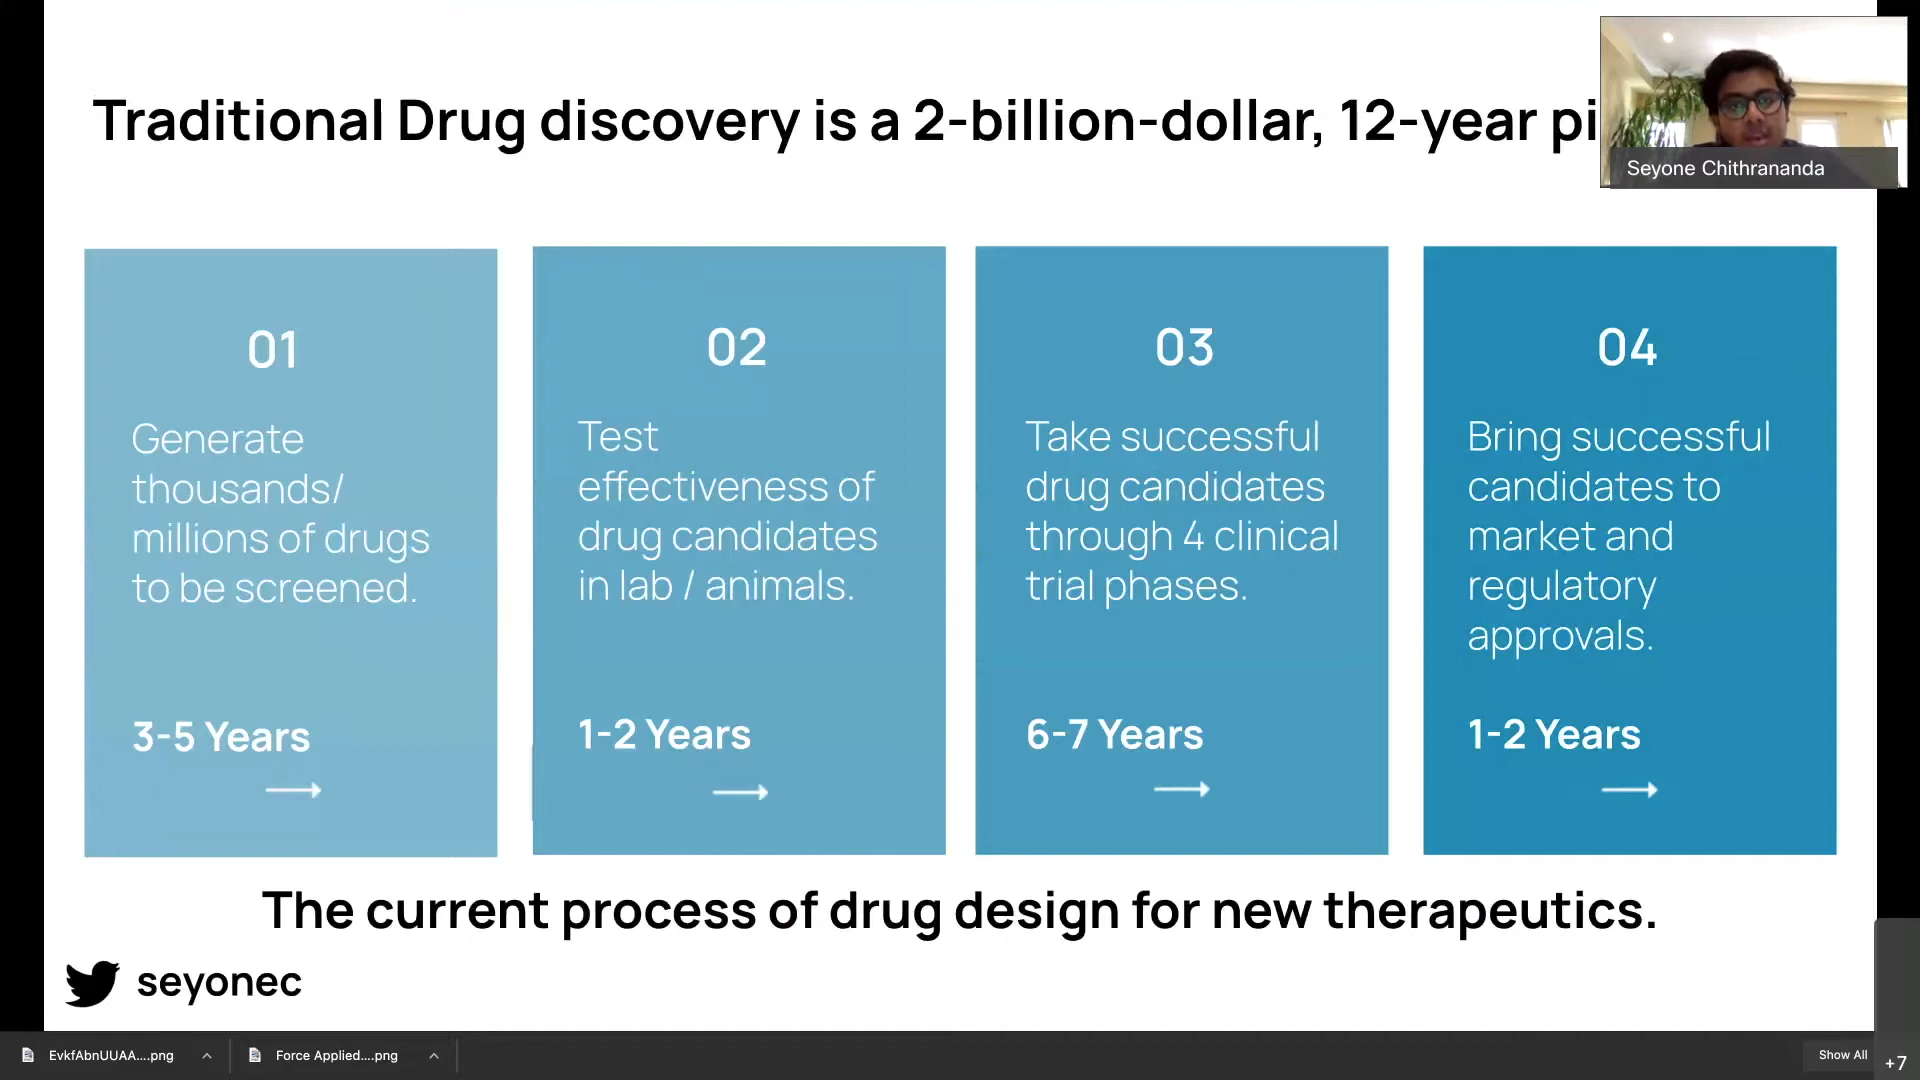 Traditional Drug discovery is a 2-billion-dollar, 12-year pi
Seyone Chithrananda
01
Generate
thousands/
millions of drugs
to be screened.
3-5 Years
02
Test
effectiveness of
drug candidates
in lab / animals.
1-2 Years
03
Take successful
drug candidates
through 4 clinical
trial phases.
6-7 Years
04
Bring successful
candidates to
market and
regulatory
approvals.
1-2 Years
The current process of drug design for new therapeutics.
seyonec
EvkfAbnUUAA....png
Force Applied....png
Show All
+7